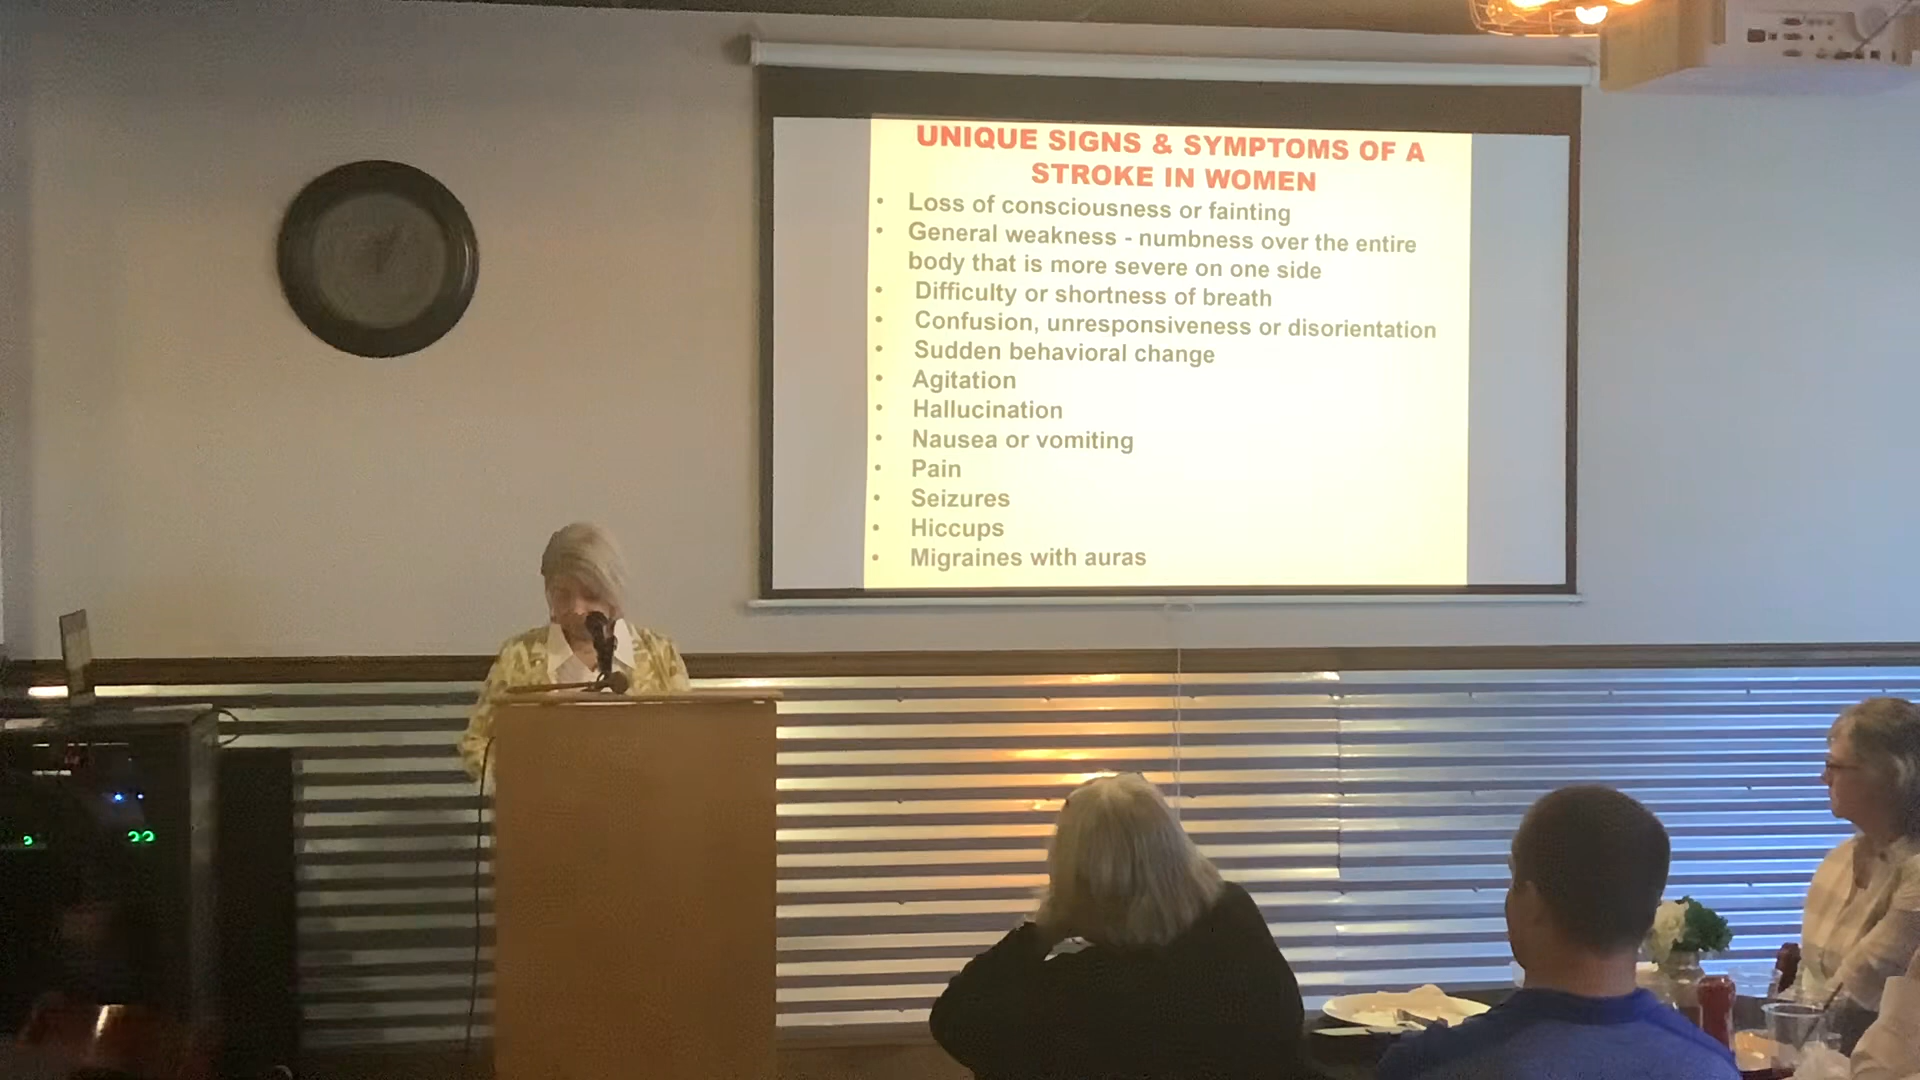 UNIQUE SIGNS & SYMPTOMS OF A
STROKE IN WOMEN
• Loss of consciousness or fainting
• General weakness - numbness over the entire
body that is more severe on one side
• Difficulty or shortness of breath
• Confusion, unresponsiveness or disorientation
• Sudden behavioral change
• Agitation
• Hallucination
• Nausea or vomiting
• Pain
• Seizures
• Hiccups
• Migraines with auras